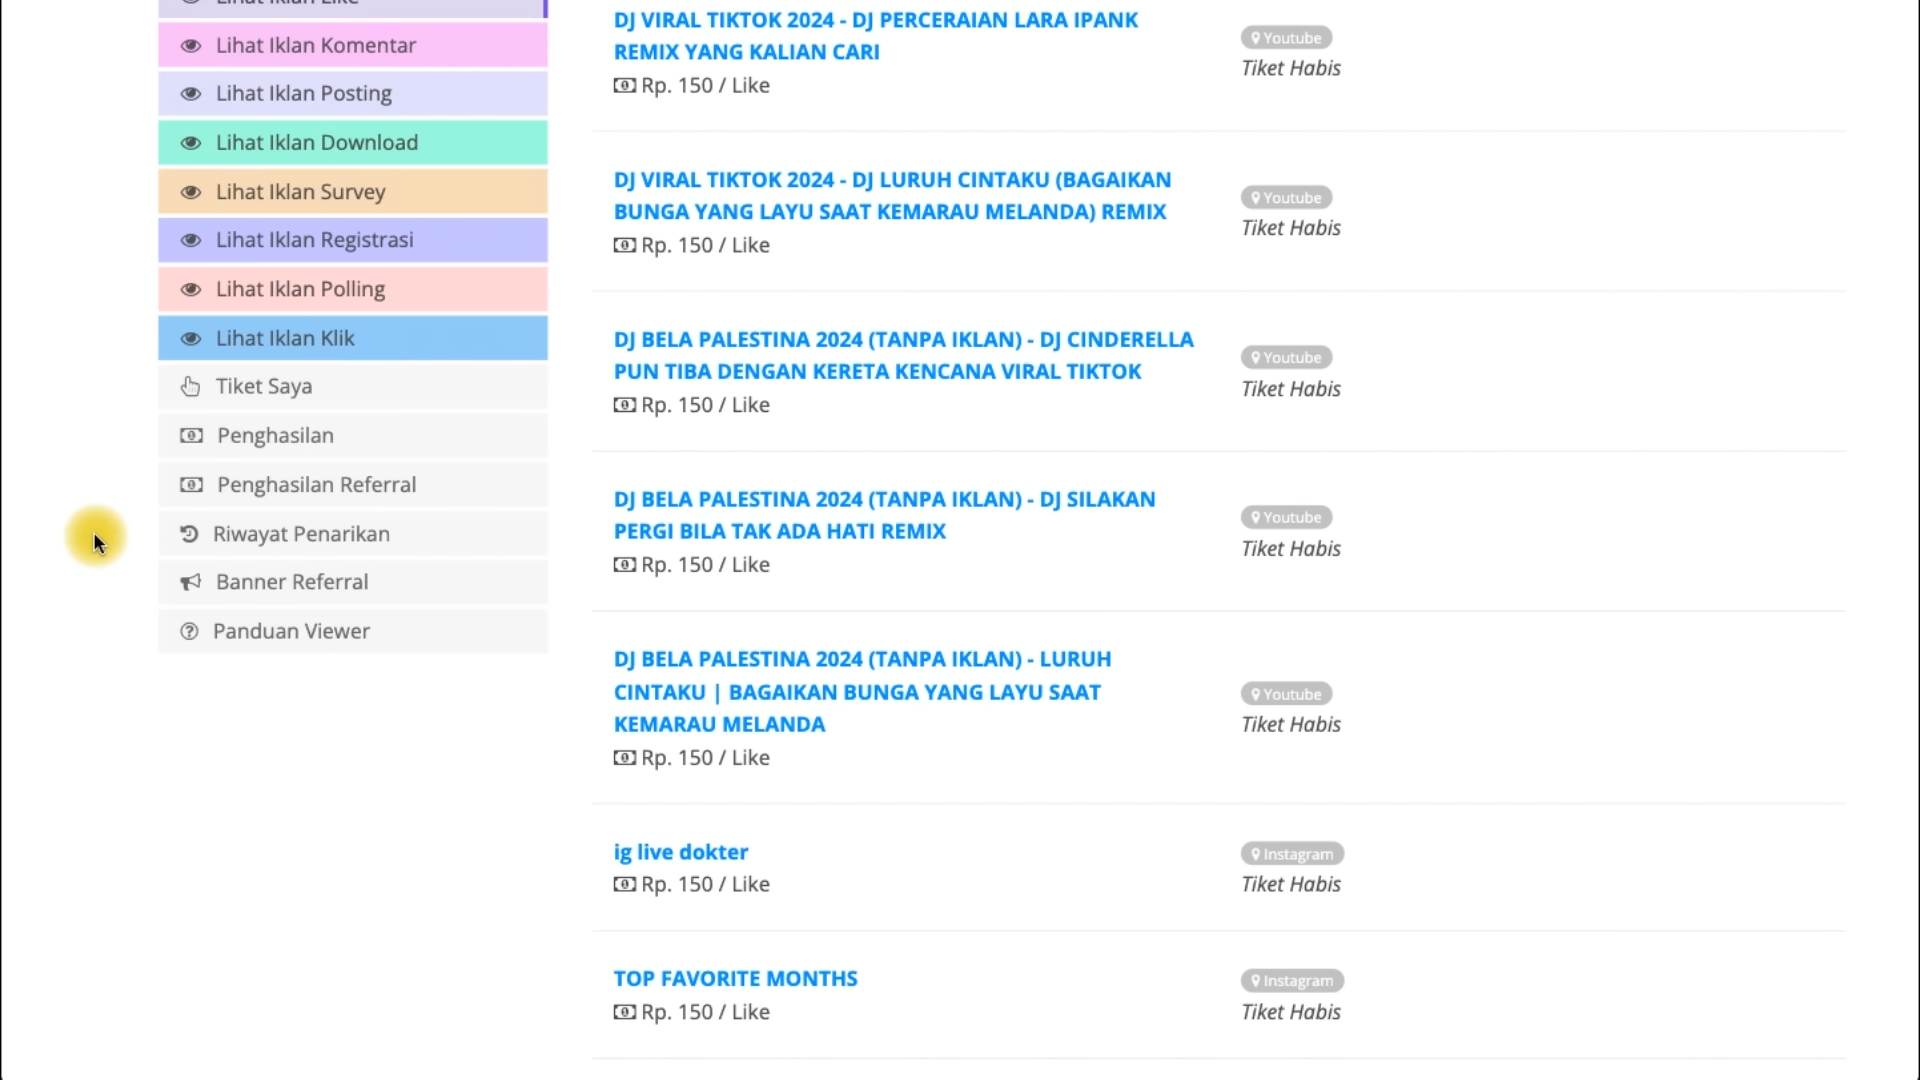 Lihat Iklan Like
Lihat Iklan Komentar
Lihat Iklan Posting
Lihat Iklan Download
Lihat Iklan Survey
Lihat Iklan Registrasi
Lihat Iklan Polling
Lihat Iklan Klik
Tiket Saya
Penghasilan
Penghasilan Referral
Riwayat Penarikan
Banner Referral
Panduan Viewer
DJ VIRAL TIKTOK 2024 - DJ PERCERAIAN LARA IPANK
REMIX YANG KALIAN CARI
Rp. 150 / Like
Youtube
Tiket Habis
DJ VIRAL TIKTOK 2024 - DJ LURUH CINTAKU (BAGAIKAN
BUNGA YANG LAYU SAAT KEMARAU MELANDA) REMIX
Rp. 150 / Like
Youtube
Tiket Habis
DJ BELA PALESTINA 2024 (TANPA IKLAN) - DJ CINDERELLA
PUN TIBA DENGAN KERETA KENCANA VIRAL TIKTOK
Rp. 150 / Like
Youtube
Tiket Habis
DJ BELA PALESTINA 2024 (TANPA IKLAN) - DJ SILAKAN
PERGI BILA TAK ADA HATI REMIX
Rp. 150 / Like
Youtube
Tiket Habis
DJ BELA PALESTINA 2024 (TANPA IKLAN) - LURUH
CINTAKU | BAGAIKAN BUNGA YANG LAYU SAAT
KEMARAU MELANDA
Rp. 150 / Like
Youtube
Tiket Habis
ig live dokter
Rp. 150 / Like
Instagram
Tiket Habis
TOP FAVORITE MONTHS
Rp. 150 / Like
Instagram
Tiket Habis